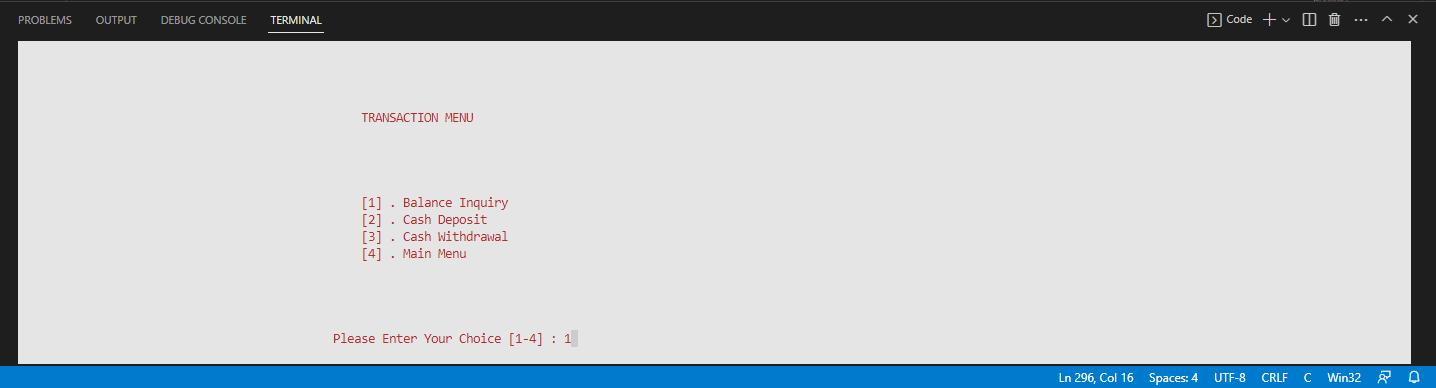 PROBLEMS OUTPUT DEBUG CONSOLE TERMINAL Code
TRANSACTION MENU
[1] . Balance Inquiry
[2] . Cash Deposit
[3] . Cash Withdrawal
[4] . Main Menu
Please Enter Your Choice [1-4] : 1
Ln 296, Col 16 Spaces: 4 UTF-8 CRLF C Win32